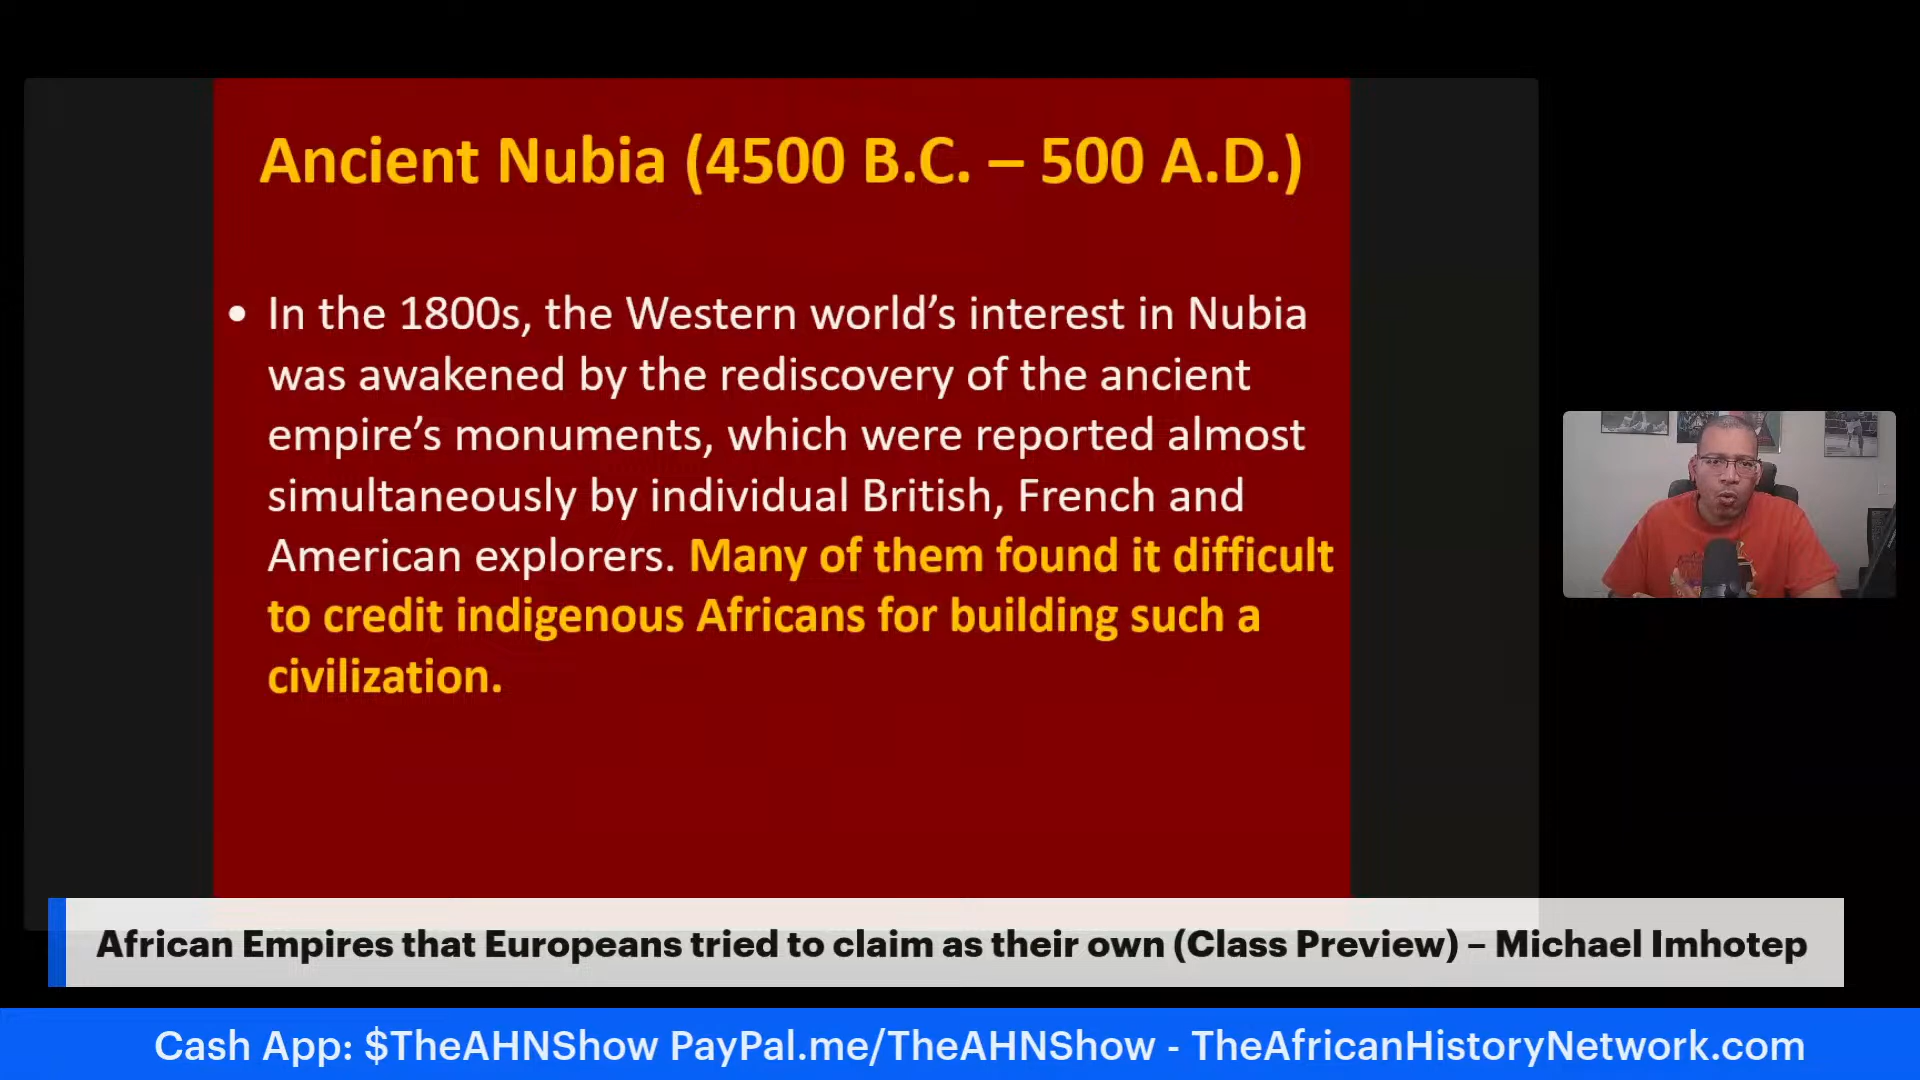 Ancient Nubia (4500 B.C. – 500 A.D.)
• In the 1800s, the Western world’s interest in Nubia
was awakened by the rediscovery of the ancient
empire’s monuments, which were reported almost
simultaneously by individual British, French and
American explorers. Many of them found it difficult
to credit indigenous Africans for building such a
civilization.
African Empires that Europeans tried to claim as their own (Class Preview) – Michael Imhotep
Cash App: $TheAHNShow PayPal.me/TheAHNShow - TheAfricanHistoryNetwork.com